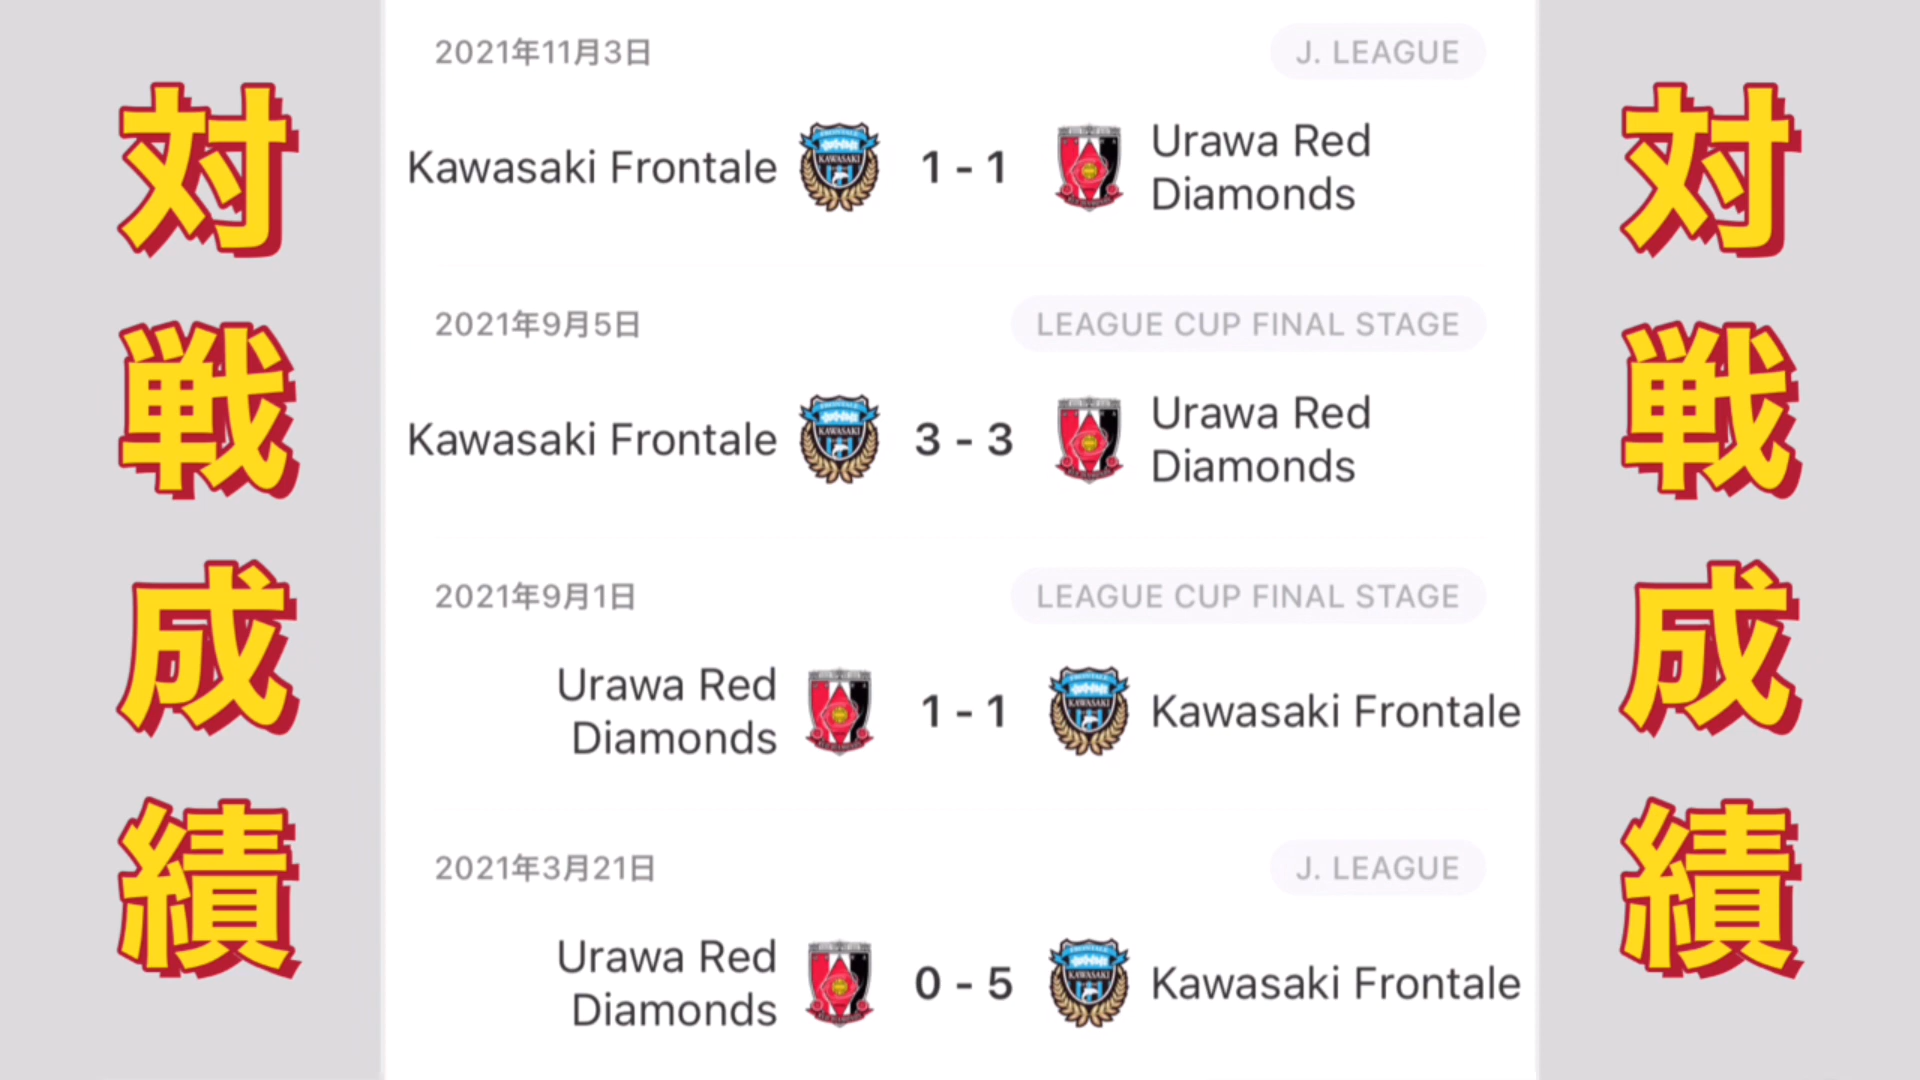 対戦成績
2021年11月3日
J. LEAGUE
Kawasaki Frontale
1 - 1
Urawa Red
Diamonds
2021年9月5日
LEAGUE CUP FINAL STAGE
Kawasaki Frontale
3 - 3
Urawa Red
Diamonds
2021年9月1日
LEAGUE CUP FINAL STAGE
Urawa Red
Diamonds
1 - 1
Kawasaki Frontale
2021年3月21日
J. LEAGUE
Urawa Red
Diamonds
0 - 5
Kawasaki Frontale
対戦成績